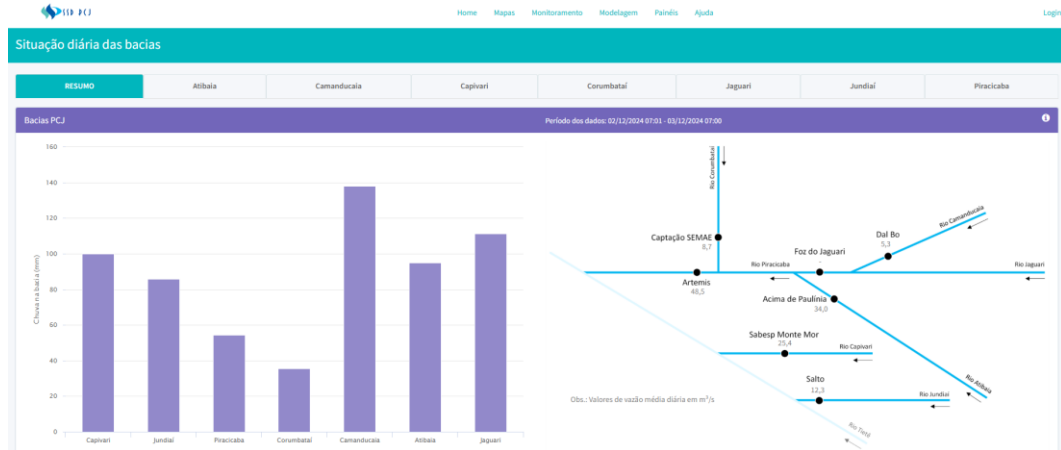 SSD PCJ
Home Mapas Monitoramento Modelagem Painéis Ajuda Login
Situação diária das bacias
RESUMO Atibaia Camanducaia Capivari Corumbataí Jaguari Jundiaí Piracicaba
Bacias PCJ
Período dos dados: 02/12/2024 07:01 - 03/12/2024 07:00
Chuva na bacia (mm)
160
140
120
100
80
60
40
20
0
Capivari Jundiaí Piracicaba Corumbataí Camanducaia Atibaia Jaguari
Rio Corumbataí
Rio Camanducaia
Captação SEMAE
8,7
Dal Bo
5,3
Foz do Jaguari
-
Rio Piracicaba
Rio Jaguari
Artemis
48,5
Acima de Paulínia
34,0
Sabesp Monte Mor
25,4
Rio Capivari
Rio Atibaia
Salto
12,3
Rio Jundiaí
Obs.: Valores de vazão média diária em m³/s
Rio Tietê